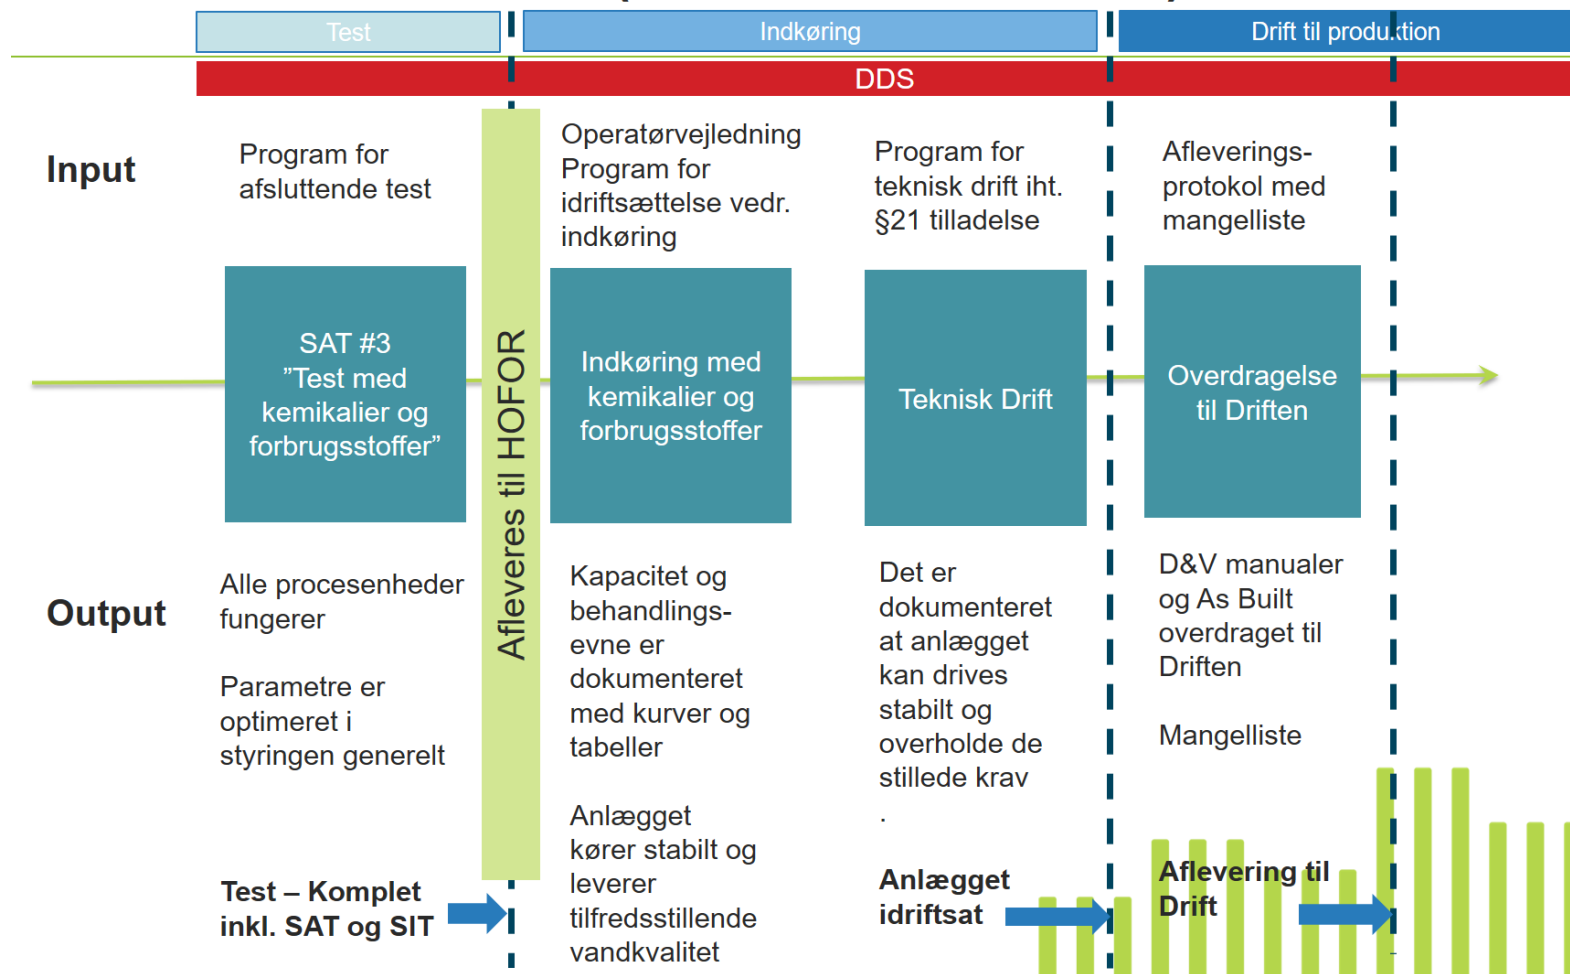 Test
Indkøring
Drift til produktion
DDS
Input
Program for
afsluttende test
Operatørvejledning
Program for
idriftsættelse vedr.
indkøring
Program for
teknisk drift iht.
§21 tilladelse
Afleverings-
protokol med
mangelliste
SAT #3
”Test med
kemikalier og
forbrugsstoffer”
Afleveres til HOFOR
Indkøring med
kemikalier og
forbrugsstoffer
Teknisk Drift
Overdragelse
til Driften
Output
Alle procesenheder
fungerer
Parametre er
optimeret i
styringen generelt
Test – Komplet
inkl. SAT og SIT
Kapacitet og
behandlings-
evne er
dokumenteret
med kurver og
tabeller
Anlægget
kører stabilt og
leverer
tilfredsstillende
vandkvalitet
Det er
dokumenteret
at anlægget
kan drives
stabilt og
overholde de
stillede krav
.
Anlægget
idriftsat
D&V manualer
og As Built
overdraget til
Driften
Mangelliste
Aflevering til
Drift